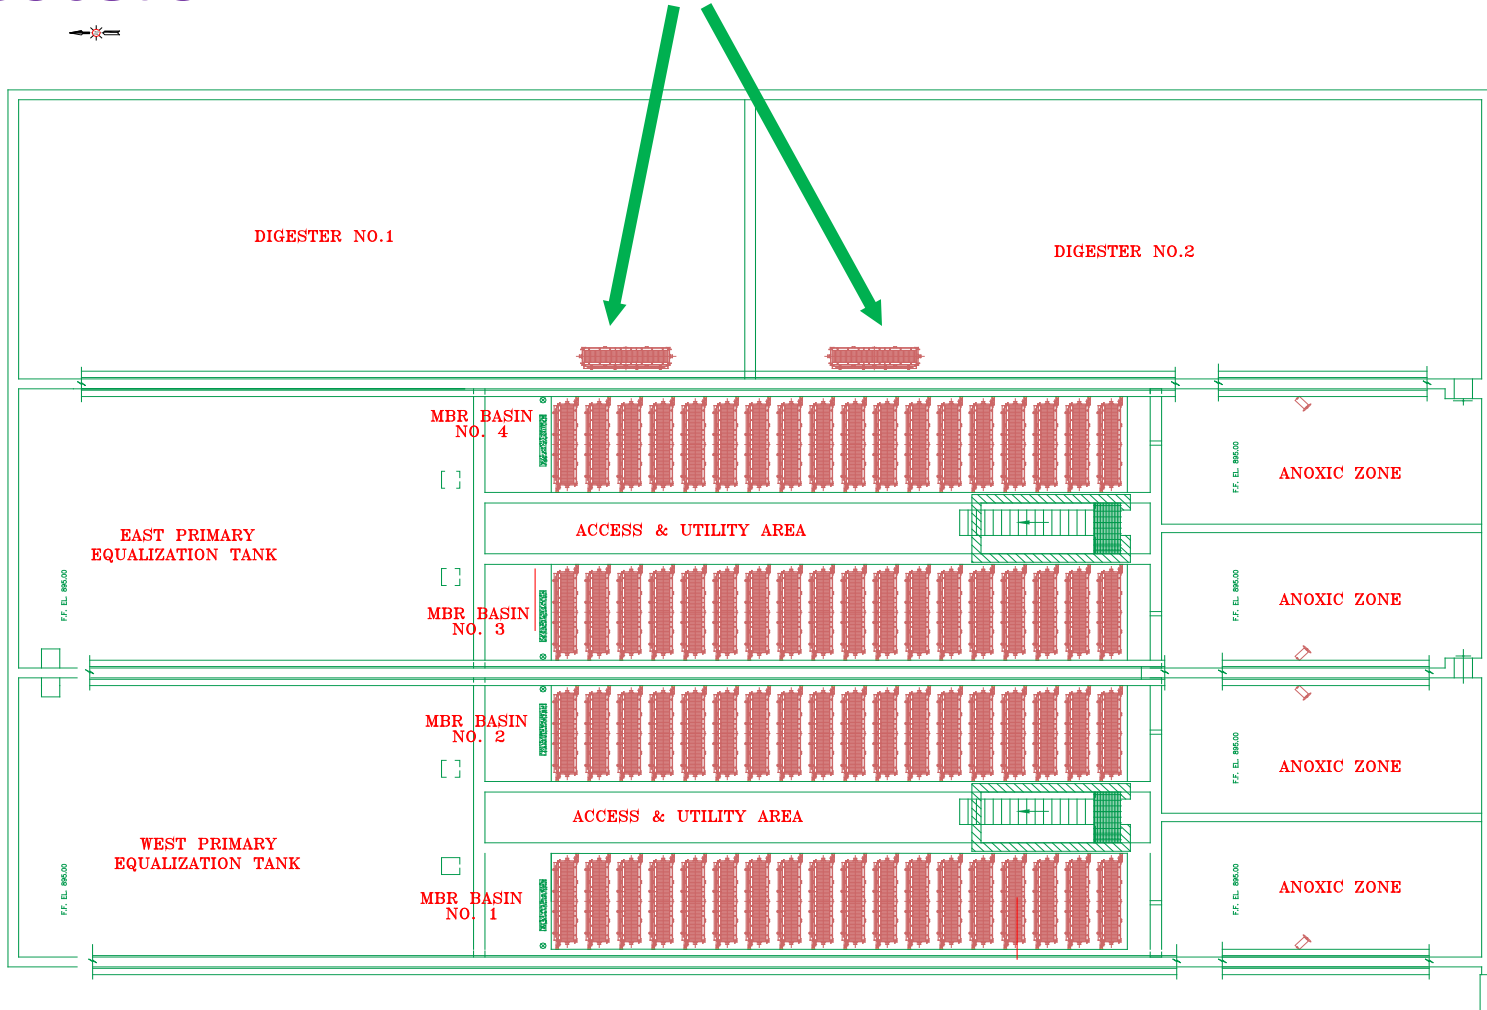 DIGESTER NO.1
DIGESTER NO.2
MBR BASIN
NO. 4
F.F. EL 895.00
ANOXIC ZONE
ACCESS & UTILITY AREA
EAST PRIMARY
EQUALIZATION TANK
F.F. EL 895.00
F.F. EL 895.00
ANOXIC ZONE
MBR BASIN
NO. 3
MBR BASIN
NO. 2
F.F. EL 895.00
ANOXIC ZONE
ACCESS & UTILITY AREA
WEST PRIMARY
EQUALIZATION TANK
F.F. EL 895.00
F.F. EL 895.00
ANOXIC ZONE
MBR BASIN
NO. 1